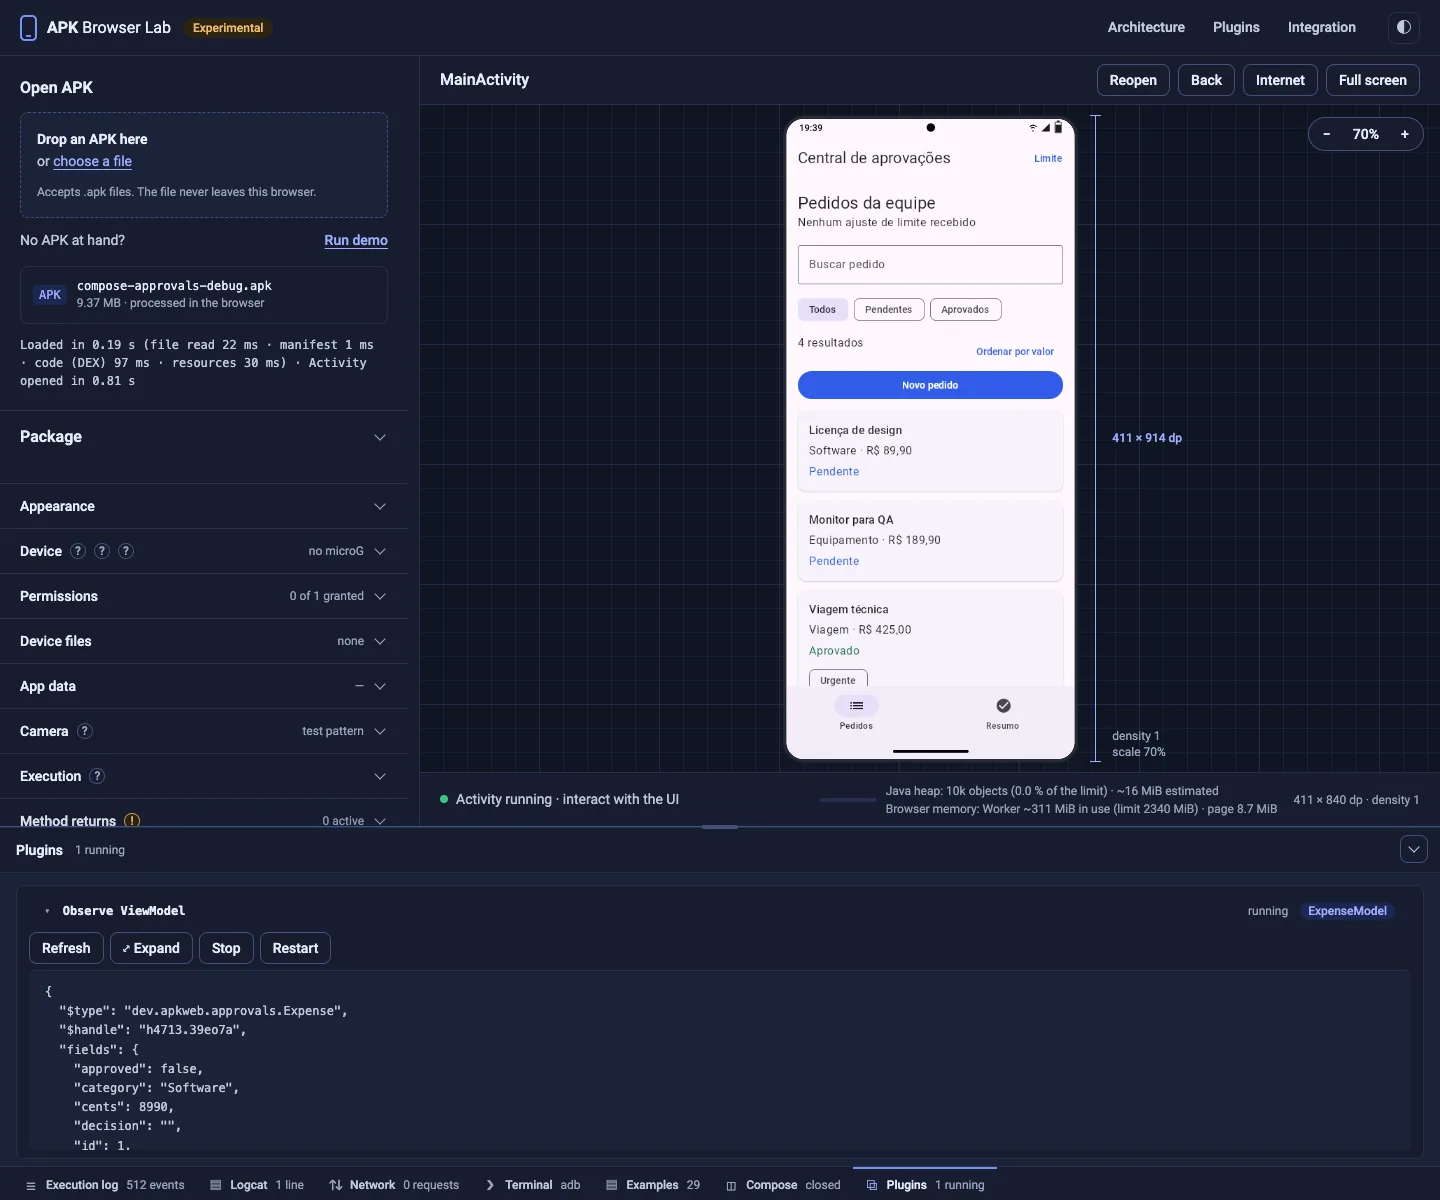 APK Browser Lab Experimental
Architecture Plugins Integration
Open APK
Drop an APK here
or choose a file
Accepts .apk files. The file never leaves this browser.
No APK at hand? Run demo
APK compose-approvals-debug.apk
9.37 MB · processed in the browser
Loaded in 0.19 s (file read 22 ms · manifest 1 ms
· code (DEX) 97 ms · resources 30 ms) · Activity
opened in 0.81 s
Package
Appearance
Device ? ? ? no microG
Permissions 0 of 1 granted
Device files none
App data —
Camera ? test pattern
Execution ?
Method returns ! 0 active
MainActivity
Reopen Back Internet Full screen
− 70% +
19:39
Central de aprovações Limite
Pedidos da equipe
Nenhum ajuste de limite recebido
Buscar pedido
Todos Pendentes Aprovados
4 resultados
Ordenar por valor
Novo pedido
Licença de design
Software · R$ 89,90
Pendente
Monitor para QA
Equipamento · R$ 189,90
Pendente
Viagem técnica
Viagem · R$ 425,00
Aprovado
Urgente
Pedidos Resumo
411 × 914 dp
density 1
scale 70%
Activity running · interact with the UI
Java heap: 10k objects (0.0 % of the limit) · ~16 MiB estimated
Browser memory: Worker ~311 MiB in use (limit 2340 MiB) · page 8.7 MiB
411 × 840 dp · density 1
Plugins 1 running
Observe ViewModel running ExpenseModel
Refresh Expand Stop Restart
{
"$type": "dev.apkweb.approvals.Expense",
"$handle": "h4713.39eo7a",
"fields": {
"approved": false,
"category": "Software",
"cents": 8990,
"decision": "",
"id": 1,
Execution log 512 events Logcat 1 line Network 0 requests Terminal adb Examples 29 Compose closed Plugins 1 running